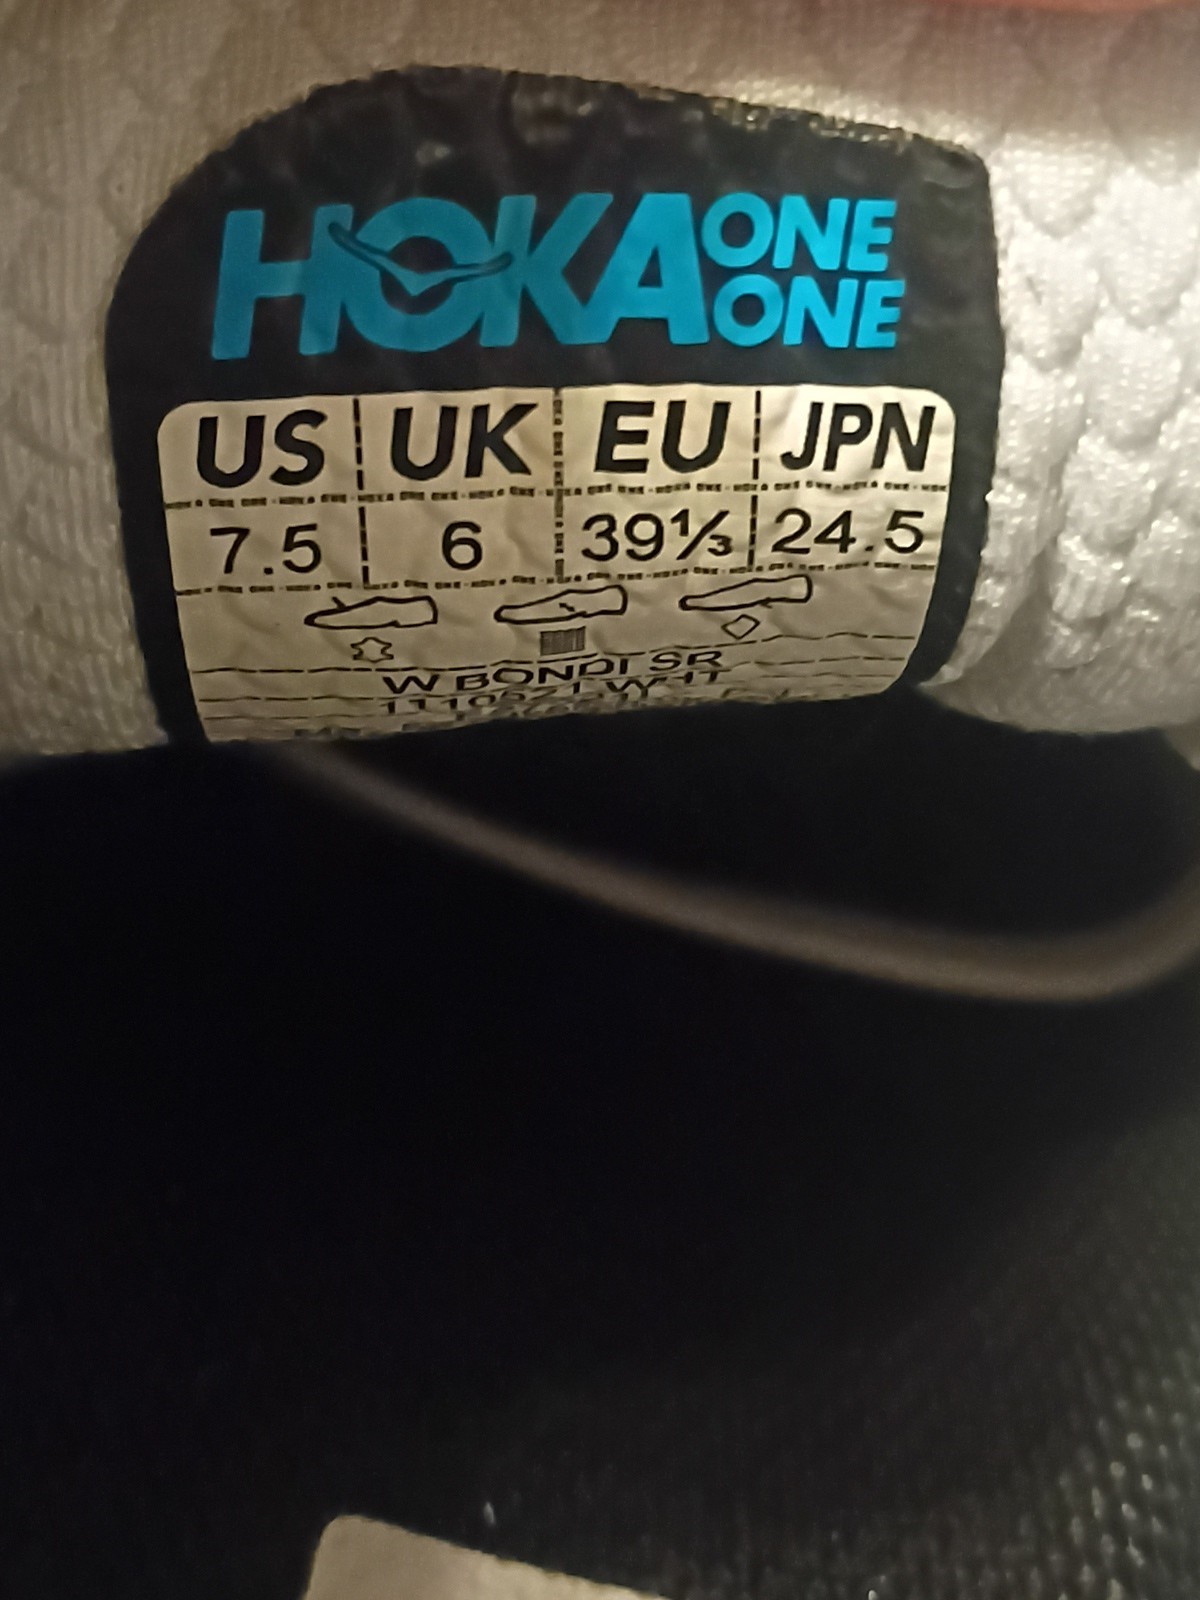 HOKA ONE ONE
US UK EU JPN
7.5 6 39⅓ 24.5
W BONDI SR